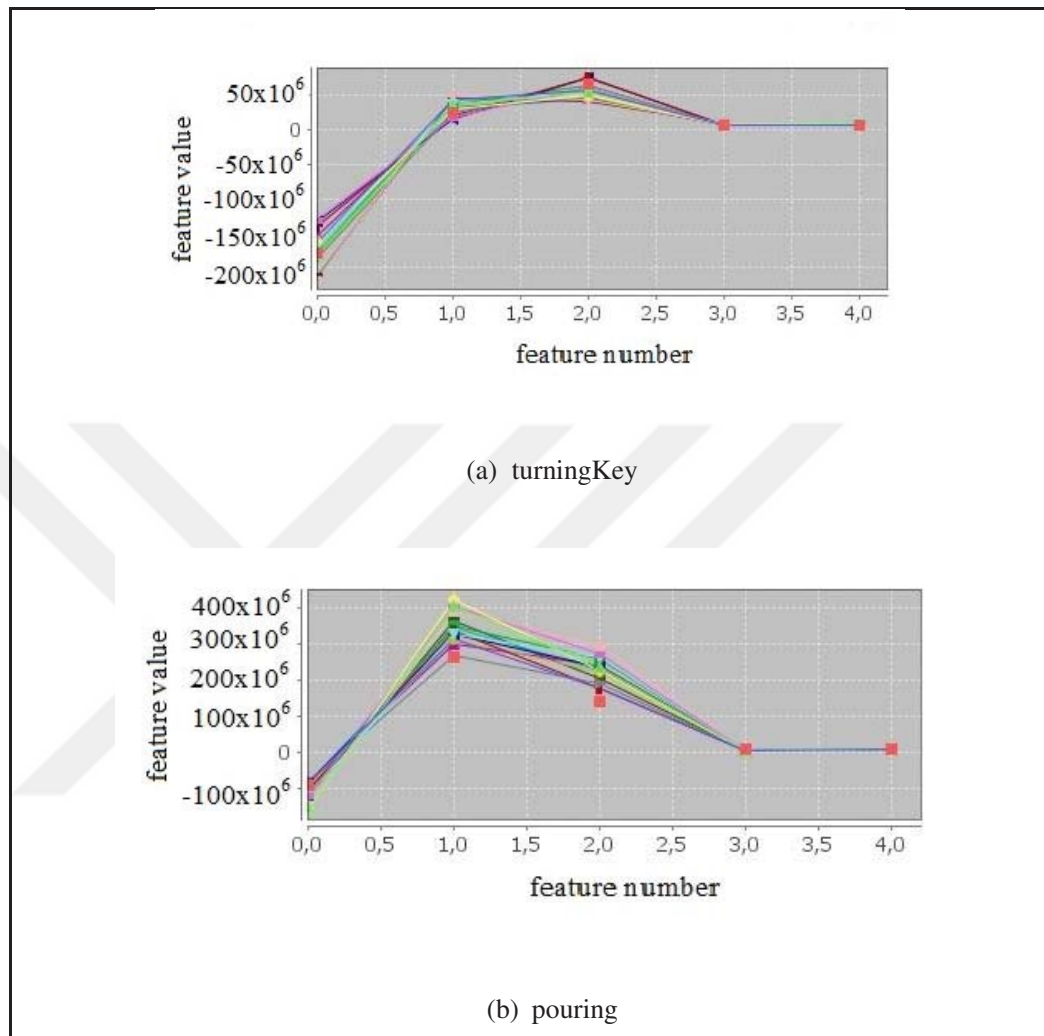 50x10⁶
0
-50x10⁶
-100x10⁶
-150x10⁶
-200x10⁶
feature value
0,0 0,5 1,0 1,5 2,0 2,5 3,0 3,5 4,0
feature number
(a) turningKey
400x10⁶
300x10⁶
200x10⁶
100x10⁶
0
-100x10⁶
feature value
0,0 0,5 1,0 1,5 2,0 2,5 3,0 3,5 4,0
feature number
(b) pouring